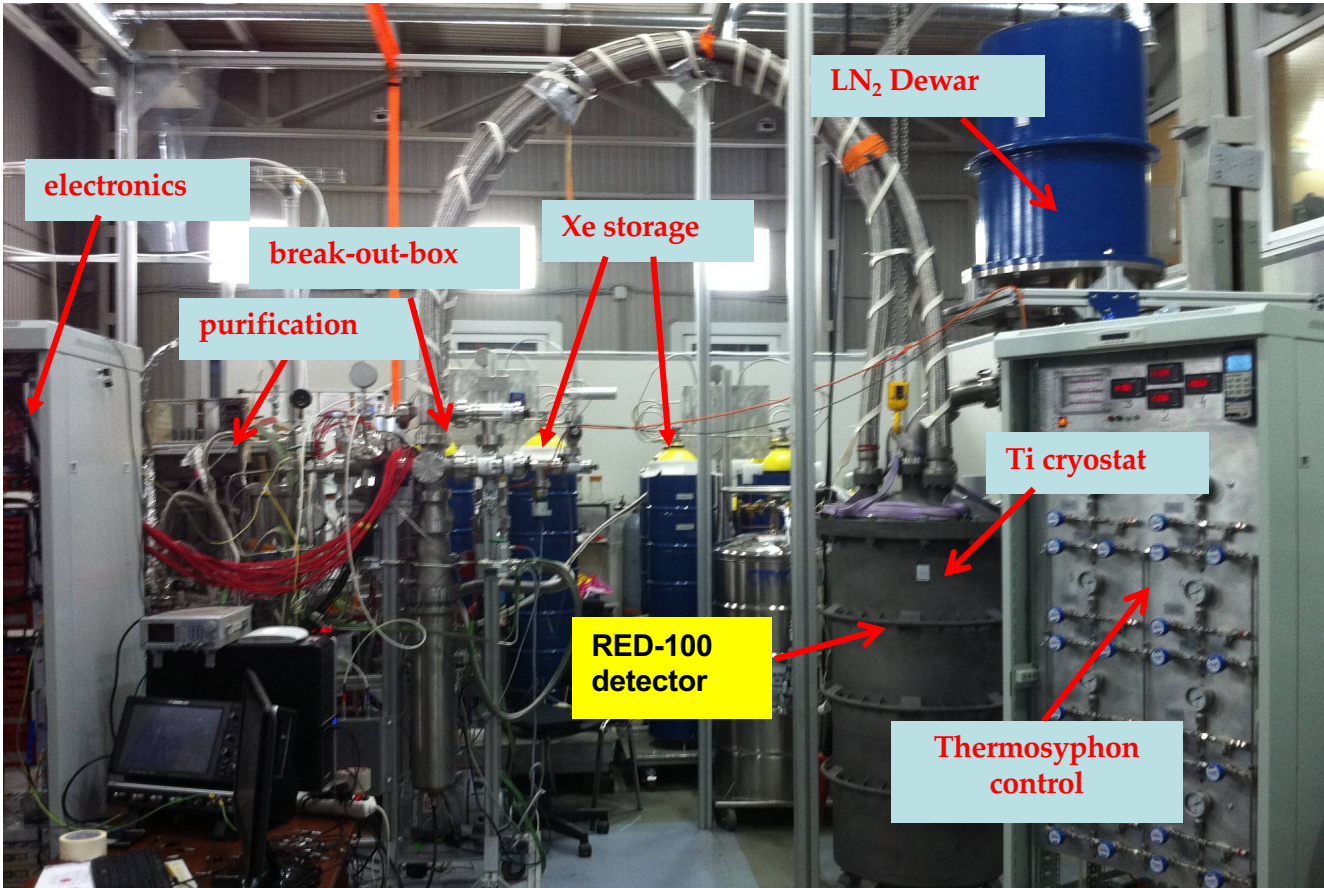 LN₂ Dewar
electronics
Xe storage
break-out-box
purification
Ti cryostat
RED-100
detector
Thermosyphon
control